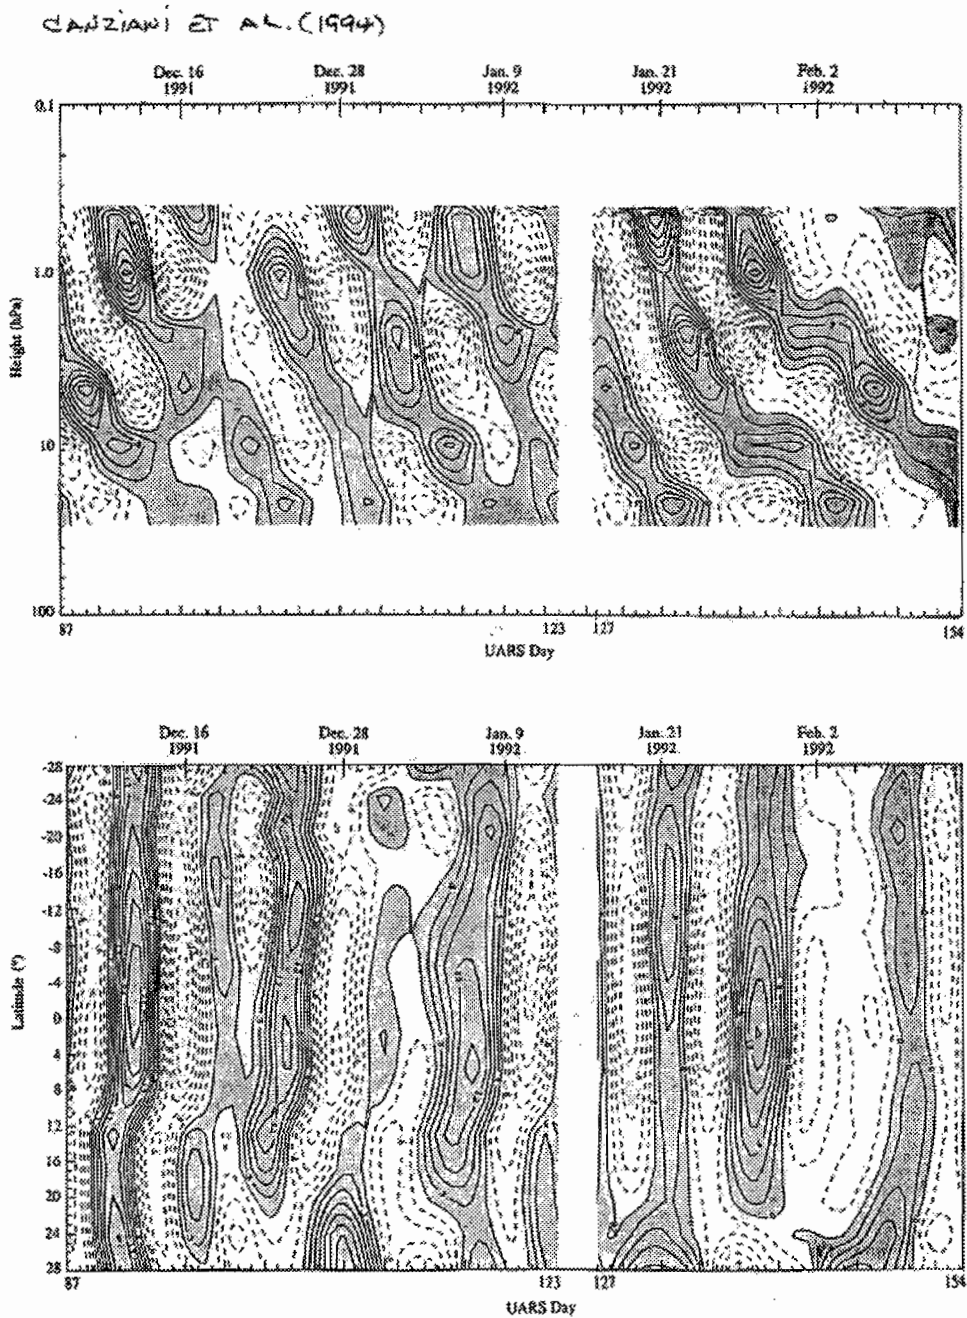 CANZIANI ET AL. (1994)
Dec. 16 Dec. 28 Jan. 9 Jan. 21 Feb. 2
1991 1991 1992 1992 1992
0.1
1.0
Height (hPa)
10
100
87 123 127 154
UARS Day
Dec. 16 Dec. 28 Jan. 9 Jan. 21 Feb. 2
1991 1991 1992 1992 1992
-28
-24
-20
-16
-12
-8
-4
0
4
8
12
16
20
24
28
Latitude (°)
87 123 127 154
UARS Day